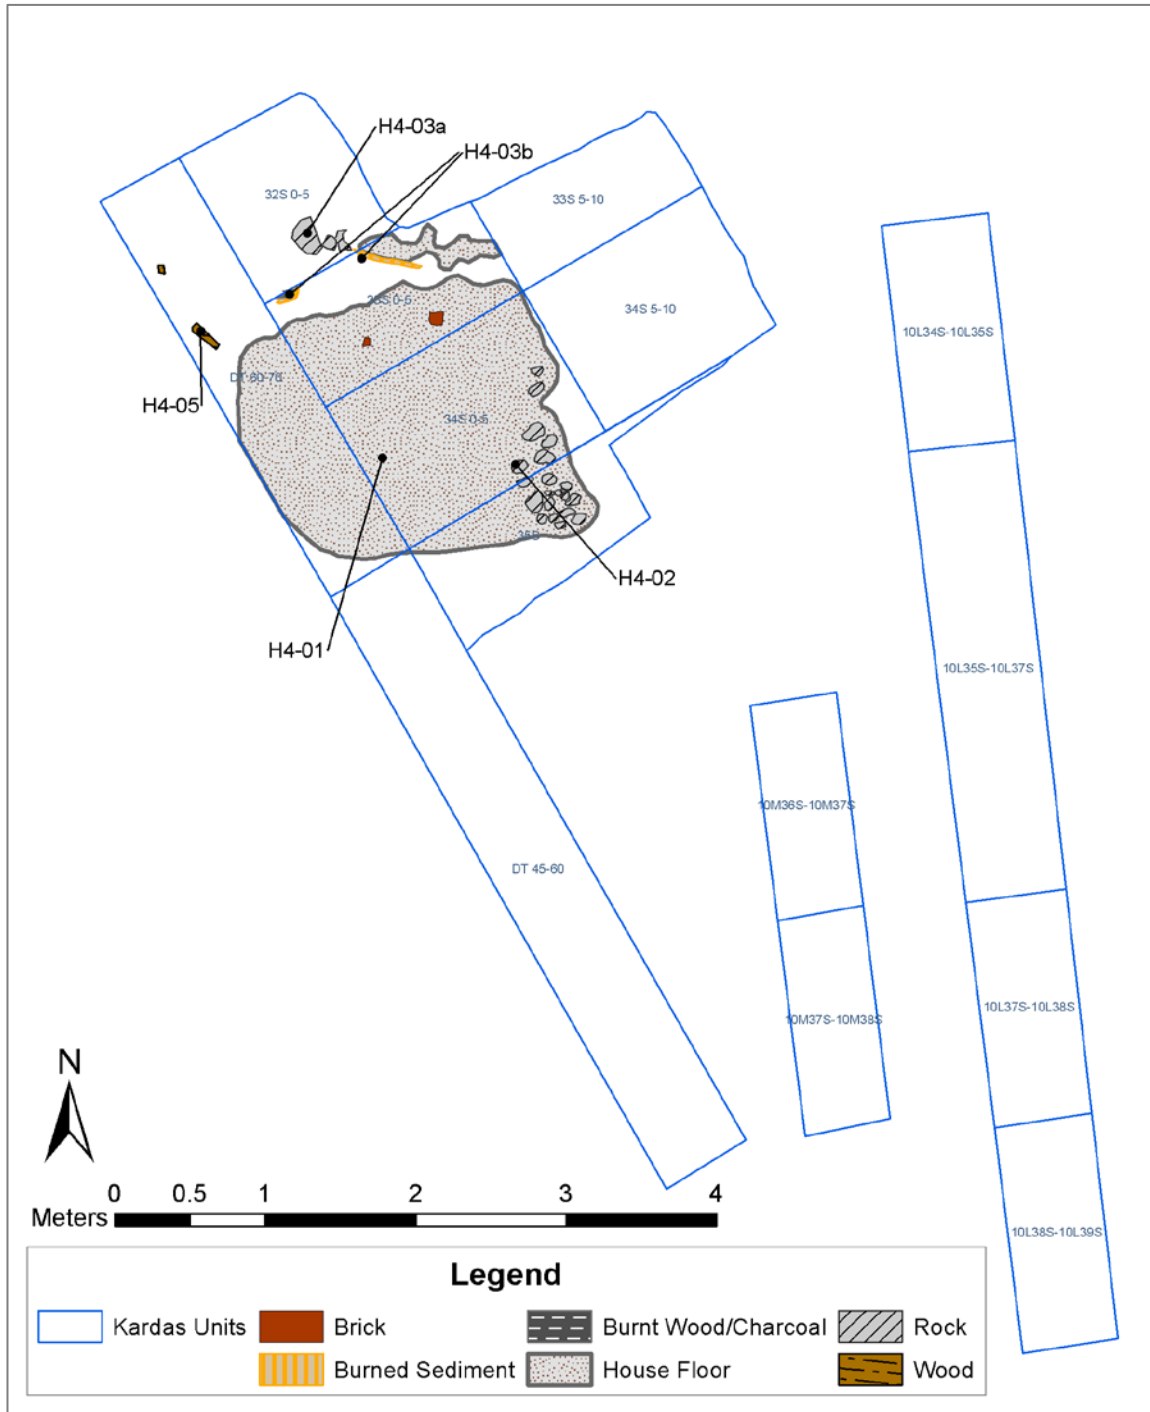 H4-03a
H4-03b
32S 0-5
33S 5-10
33S 0-5
34S 5-10
10L34S-10L35S
DT 60-76
H4-05
34S 0-5
35S
H4-02
H4-01
10L35S-10L37S
10M36S-10M37S
DT 45-60
10L37S-10L38S
10M37S-10M38S
N
0 0.5 1 2 3 4
Meters
10L38S-10L39S
Legend
Kardas Units Brick Burnt Wood/Charcoal Rock
Burned Sediment House Floor Wood